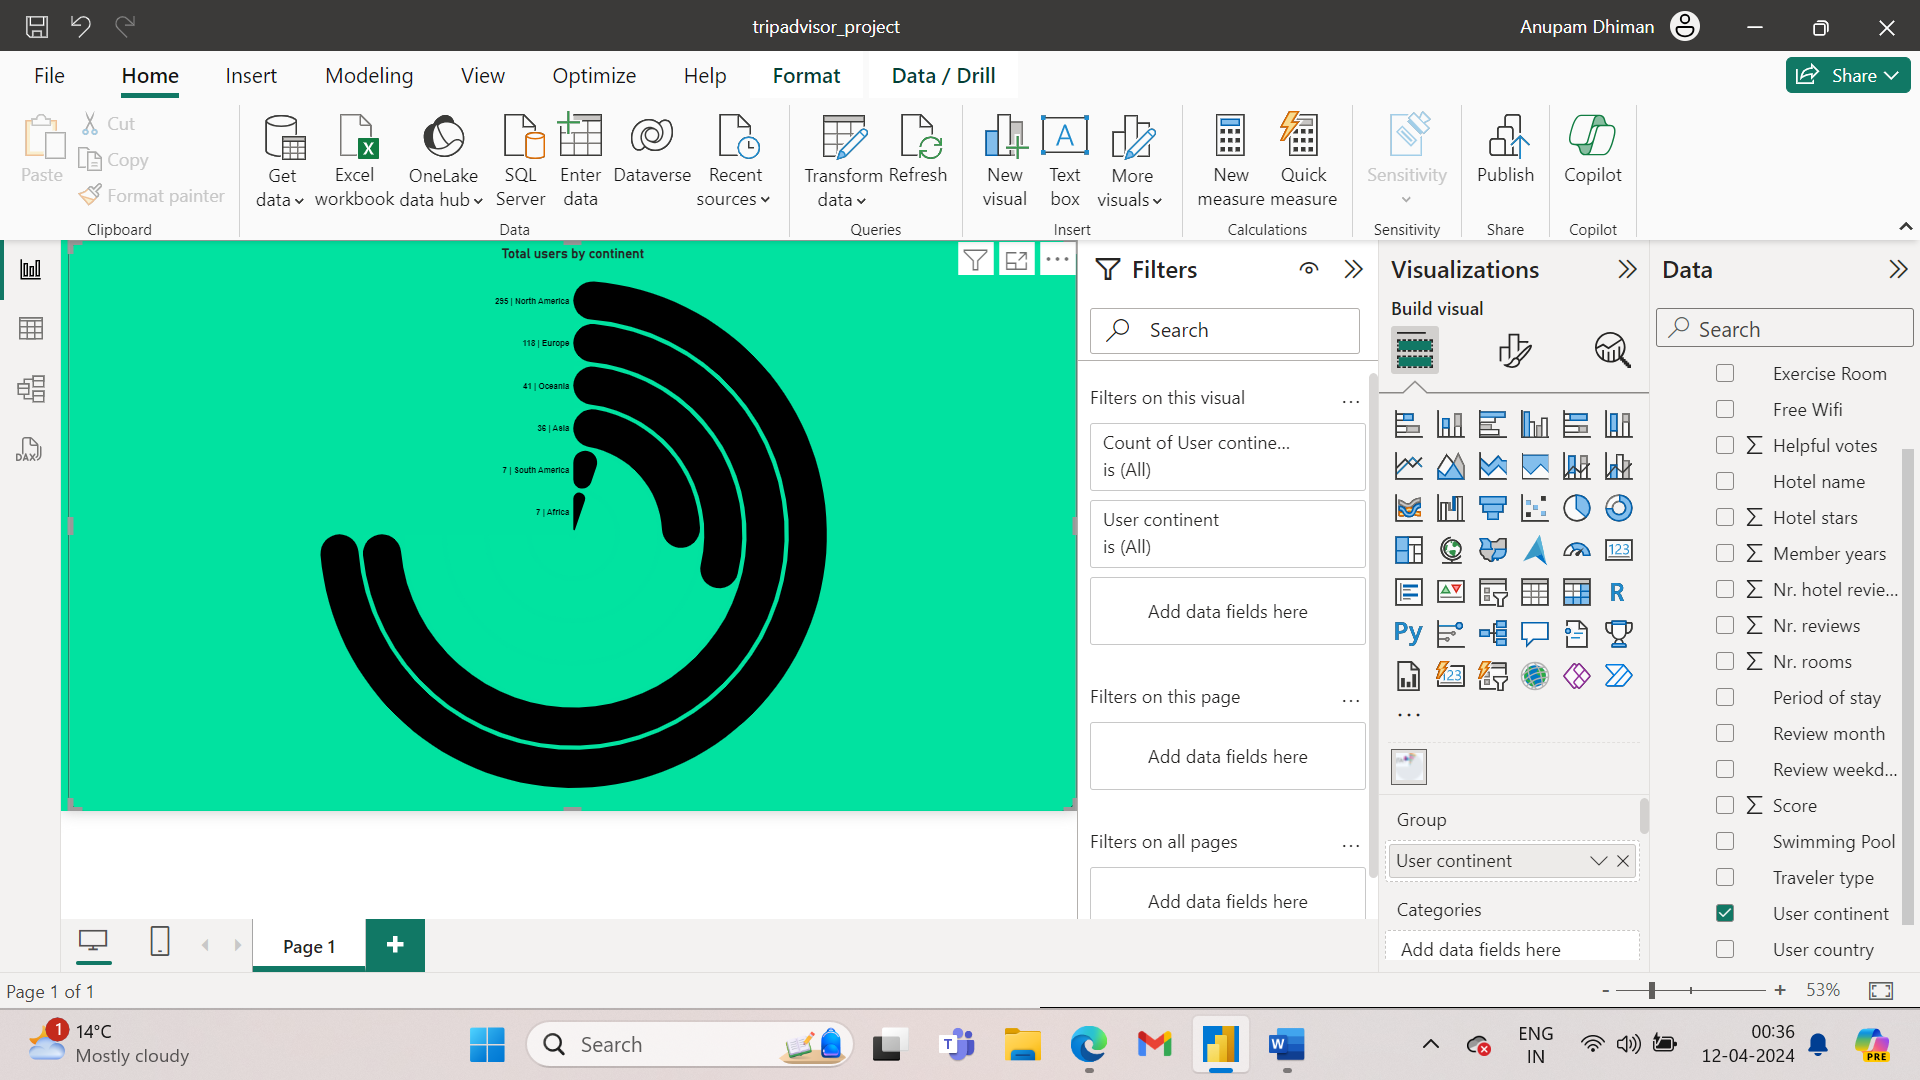 tripadvisor_project
Anupam Dhiman
File
Home
Insert
Modeling
View
Optimize
Help
Format
Data / Drill
Share
Paste
Cut
Copy
Format painter
Clipboard
Get data
Excel workbook
OneLake data hub
SQL Server
Enter data
Dataverse
Recent sources
Data
Transform data
Refresh
Queries
New visual
A
Text box
More visuals
Insert
New measure
Quick measure
Calculations
Sensitivity
Sensitivity
Publish
Share
Copilot
Copilot
DAX
Total users by continent
295 | North America
118 | Europe
41 | Oceania
36 | Asia
7 | South America
7 | Africa
Filters
Search
Filters on this visual
...
Count of User contine...
is (All)
User continent
is (All)
Add data fields here
Filters on this page
...
Add data fields here
Filters on all pages
...
Add data fields here
Visualizations
Build visual
123
R
Py
123
...
Group
User continent
Categories
Add data fields here
Data
Search
Exercise Room
Free Wifi
Σ Helpful votes
Hotel name
Σ Hotel stars
Σ Member years
Σ Nr. hotel revie...
Σ Nr. reviews
Σ Nr. rooms
Period of stay
Review month
Review weekd...
Σ Score
Swimming Pool
Traveler type
User continent
User country
Page 1
+
Page 1 of 1
- + 53%
1
14°C
Mostly cloudy
Search
T
W
ENG
IN
00:36
12-04-2024
PRE